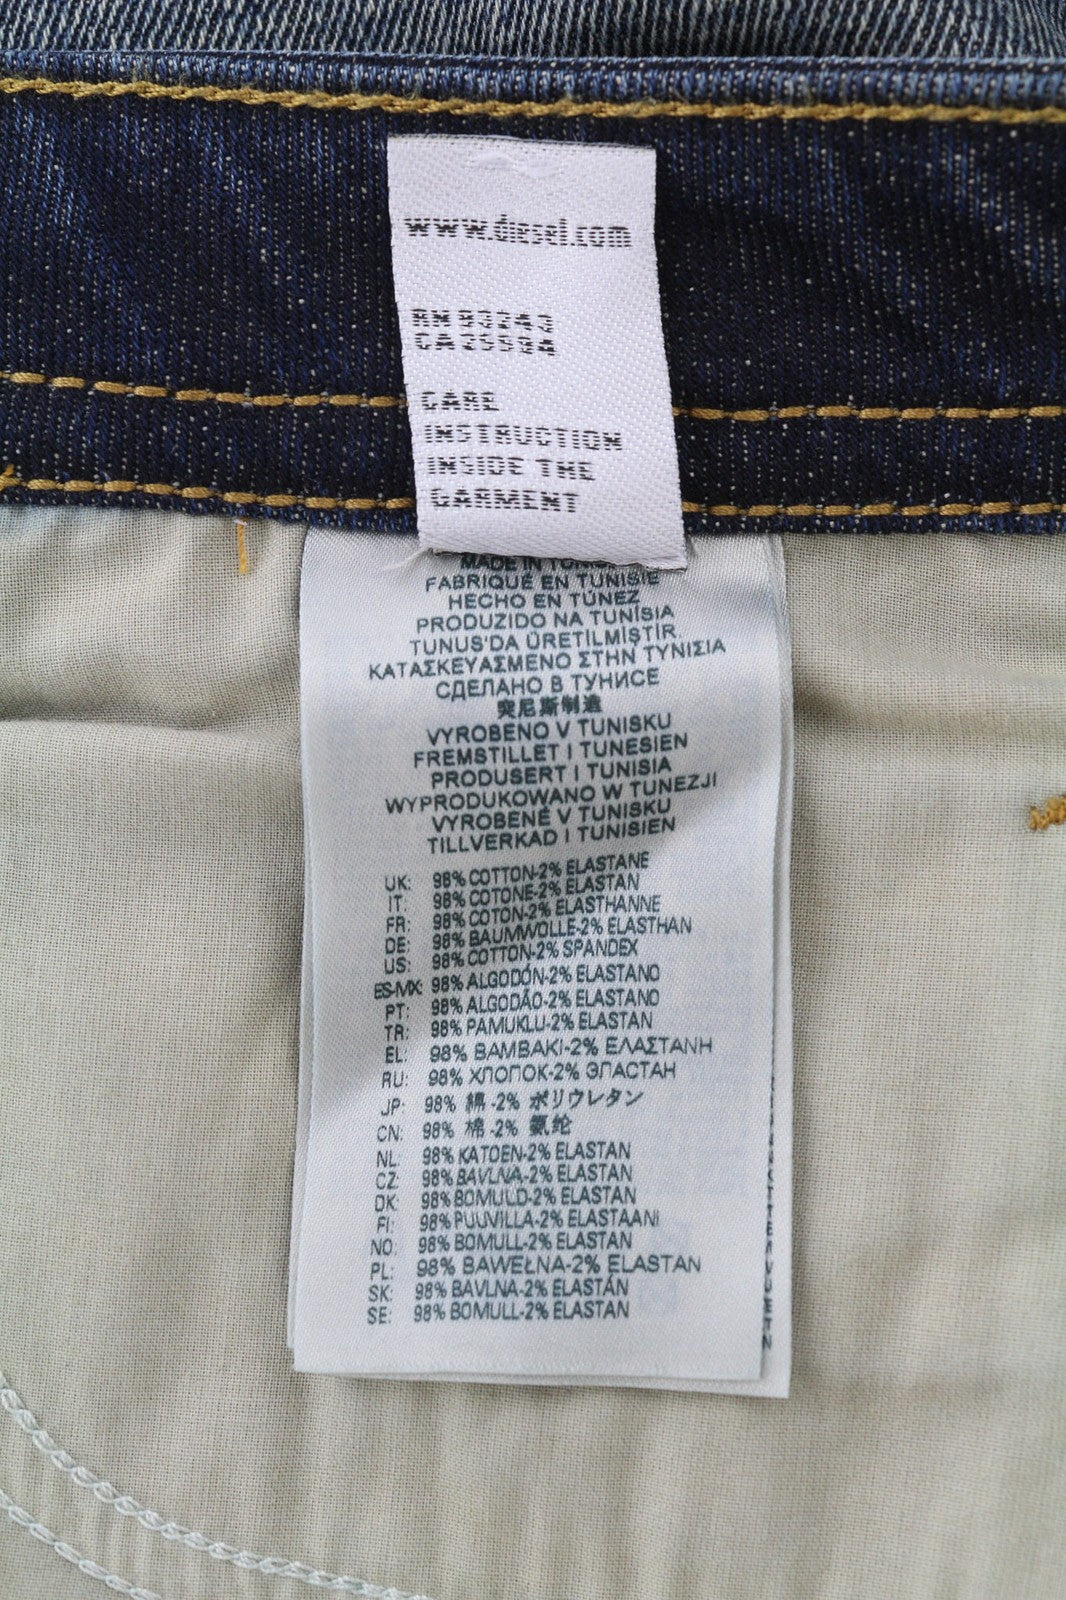 www.diesel.com
RN 93243
CA 25594
CARE
INSTRUCTION
INSIDE THE
GARMENT
MADE IN
FABRIQUÉ EN TUNISIE
HECHO EN TÚNEZ
PRODUZIDO NA TUNÍSIA
TUNUS'DA ÜRETİLMİŞTİR.
ΚΑΤΑΣΚΕΥΑΣΜΕΝΟ ΣΤΗΝ ΤΥΝΙΣΙΑ
СДЕЛАНО В ТУНИСЕ
突尼斯制造
VYROBENO V TUNISKU
FREMSTILLET I TUNESIEN
PRODUSERT I TUNISIA
WYPRODUKOWANO W TUNEZJI
VYROBENÉ V TUNISKU
TILLVERKAD I TUNISIEN
UK: 98% COTTON-2% ELASTANE
IT: 98% COTONE-2% ELASTAN
FR: 98% COTON-2% ELASTHANNE
DE: 98% BAUMWOLLE-2% ELASTHAN
US: 98% COTTON-2% SPANDEX
ES-MX: 98% ALGODÓN-2% ELASTANO
PT: 98% ALGODÃO-2% ELASTANO
TR: 98% PAMUKLU-2% ELASTAN
EL: 98% ΒΑΜΒΑΚΙ-2% ΕΛΑΣΤΑΝΗ
RU: 98% ХЛОПОК-2% ЭЛАСТАН
JP: 98% 綿 -2% ポリウレタン
CN: 98% 棉 -2% 氨纶
NL: 98% KATOEN-2% ELASTAN
CZ: 98% BAVLNA-2% ELASTAN
DK: 98% BOMULD-2% ELASTAN
FI: 98% PUUVILLA-2% ELASTAANI
NO: 98% BOMULL-2% ELASTAN
PL: 98% BAWEŁNA-2% ELASTAN
SK: 98% BAVLNA-2% ELASTÁN
SE: 98% BOMULL-2% ELASTAN